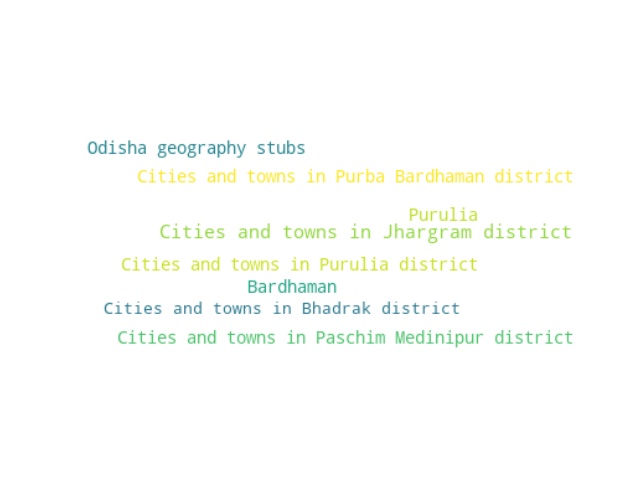 Odisha geography stubs
Cities and towns in Purba Bardhaman district
Purulia
Cities and towns in Jhargram district
Cities and towns in Purulia district
Bardhaman
Cities and towns in Bhadrak district
Cities and towns in Paschim Medinipur district